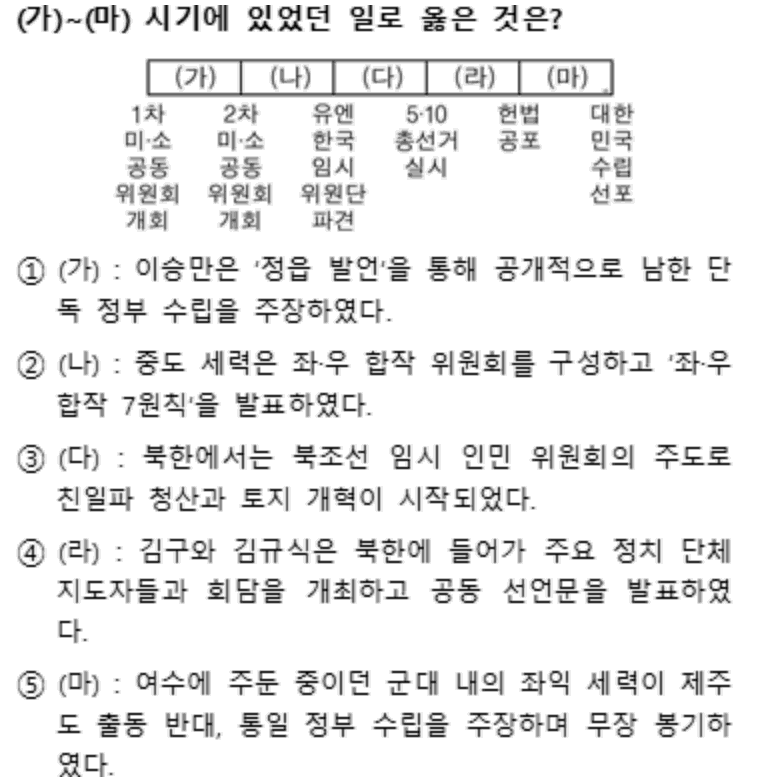 (가)~(마) 시기에 있었던 일로 옳은 것은?
(가) (나) (다) (라) (마)
1차 2차 유엔 5·10 헌법 대한
미·소 미·소 한국 총선거 공포 민국
공동 공동 임시 실시 수립
위원회 위원회 위원단 선포
개회 개회 파견
① (가) : 이승만은 '정읍 발언'을 통해 공개적으로 남한 단
독 정부 수립을 주장하였다.
② (나) : 중도 세력은 좌·우 합작 위원회를 구성하고 '좌·우
합작 7원칙'을 발표하였다.
③ (다) : 북한에서는 북조선 임시 인민 위원회의 주도로
친일파 청산과 토지 개혁이 시작되었다.
④ (라) : 김구와 김규식은 북한에 들어가 주요 정치 단체
지도자들과 회담을 개최하고 공동 선언문을 발표하였
다.
⑤ (마) : 여수에 주둔 중이던 군대 내의 좌익 세력이 제주
도 출동 반대, 통일 정부 수립을 주장하며 무장 봉기하
였다.